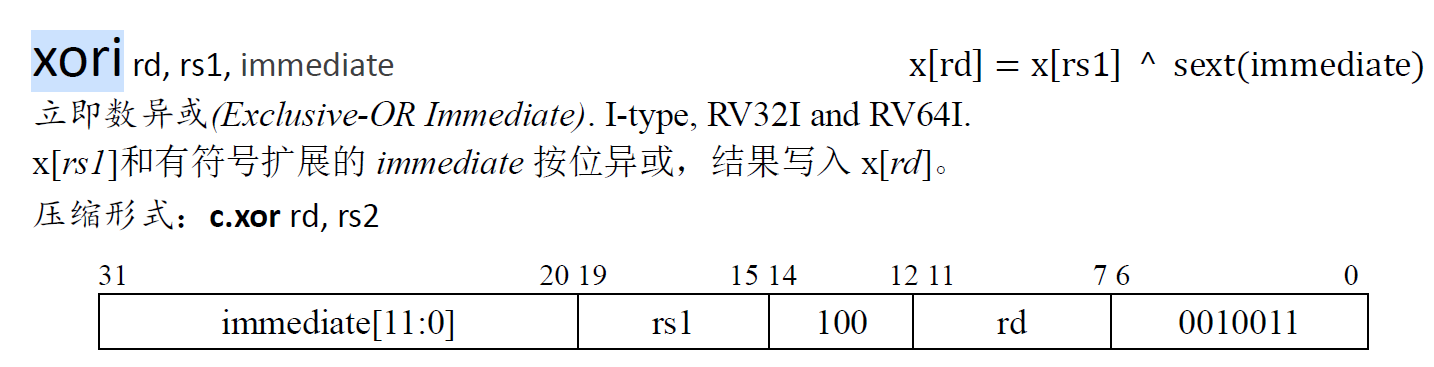 xori rd, rs1, immediate x[rd] = x[rs1] ^ sext(immediate)
立即数异或(Exclusive-OR Immediate). I-type, RV32I and RV64I.
x[rs1]和有符号扩展的 immediate 按位异或，结果写入 x[rd]。
压缩形式：c.xor rd, rs2
31 20 19 15 14 12 11 7 6 0
immediate[11:0] rs1 100 rd 0010011